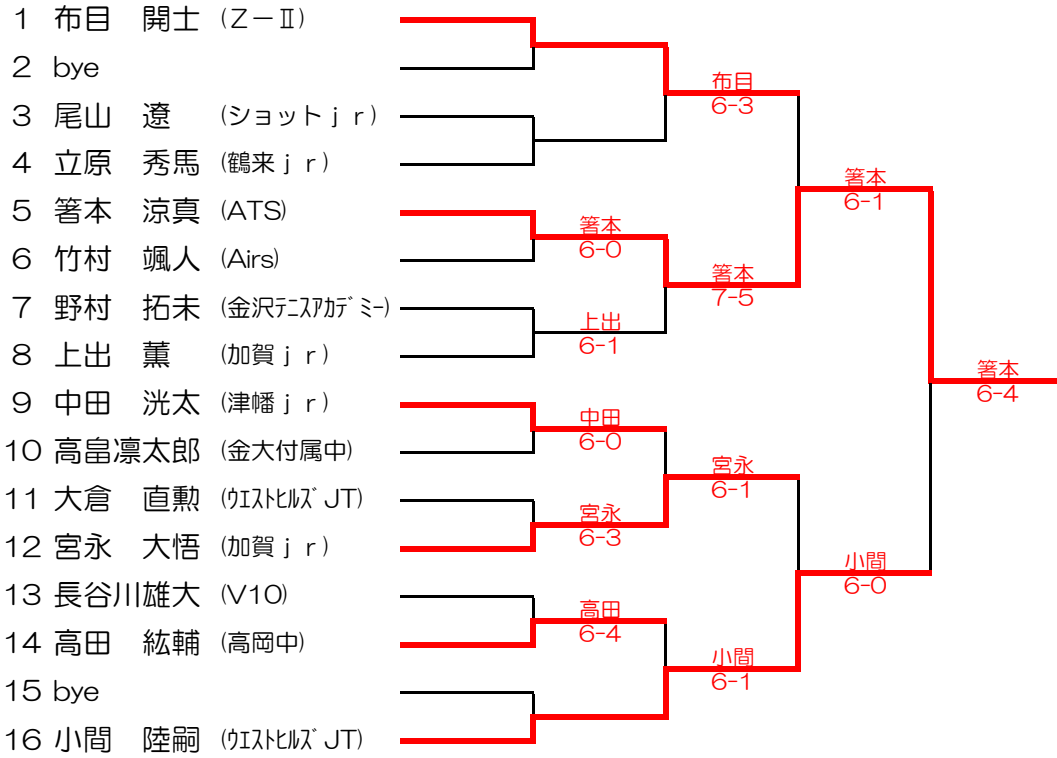 1 布目　開士 (Z－Ⅱ)
2 bye
3 尾山　遼 (ショットｊｒ)
4 立原　秀馬 (鶴来ｊｒ)
5 箸本　涼真 (ATS)
6 竹村　颯人 (Airs)
7 野村　拓未 (金沢ﾃﾆｽｱｶﾃﾞﾐｰ)
8 上出　薫 (加賀ｊｒ)
9 中田　洸太 (津幡ｊｒ)
10 高畠凛太郎 (金大付属中)
11 大倉　直勲 (ｳｴｽﾄﾋﾙｽﾞJT)
12 宮永　大悟 (加賀ｊｒ)
13 長谷川雄大 (V10)
14 高田　紘輔 (高岡中)
15 bye
16 小間　陸嗣 (ｳｴｽﾄﾋﾙｽﾞJT)
箸本
6-0
上出
6-1
中田
6-0
宮永
6-3
高田
6-4
布目
6-3
箸本
7-5
宮永
6-1
小間
6-1
箸本
6-1
小間
6-0
箸本
6-4